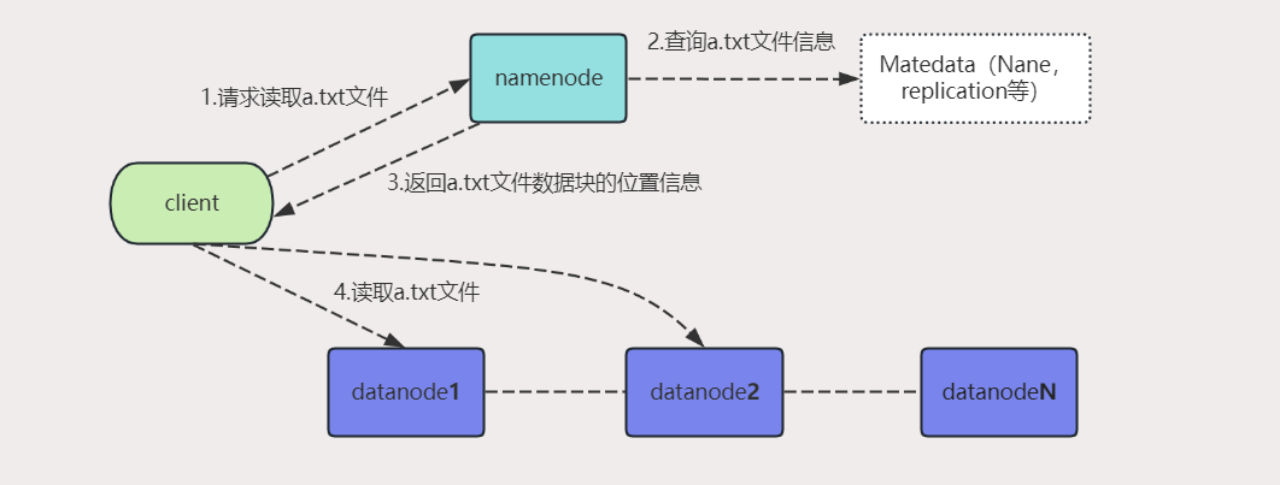 2.查询a.txt文件信息
namenode
Matedata（Nane，
replication等）
1.请求读取a.txt文件
3.返回a.txt文件数据块的位置信息
client
4.读取a.txt文件
datanode1
datanode2
datanodeN